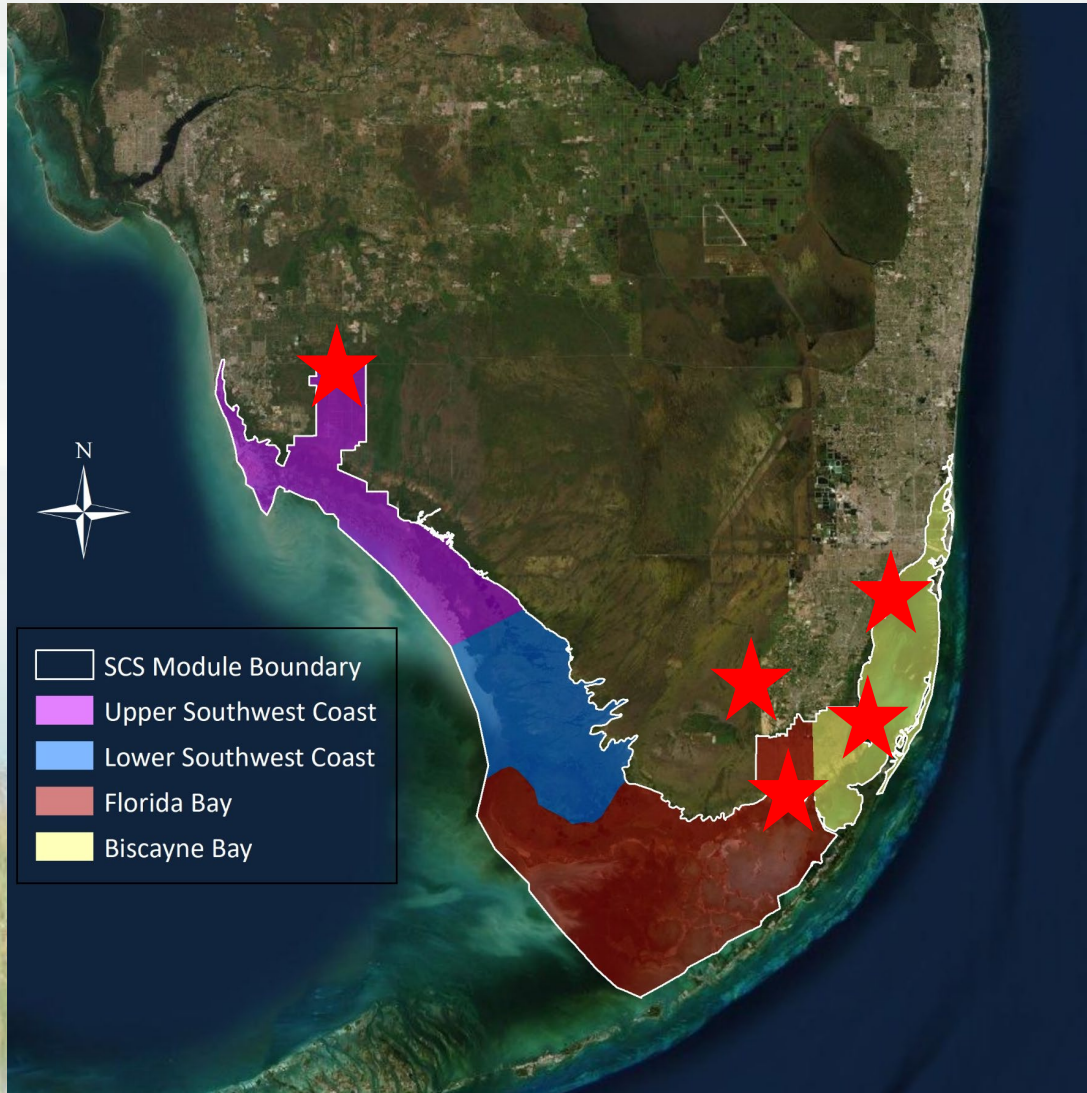 N
SCS Module Boundary
Upper Southwest Coast
Lower Southwest Coast
Florida Bay
Biscayne Bay